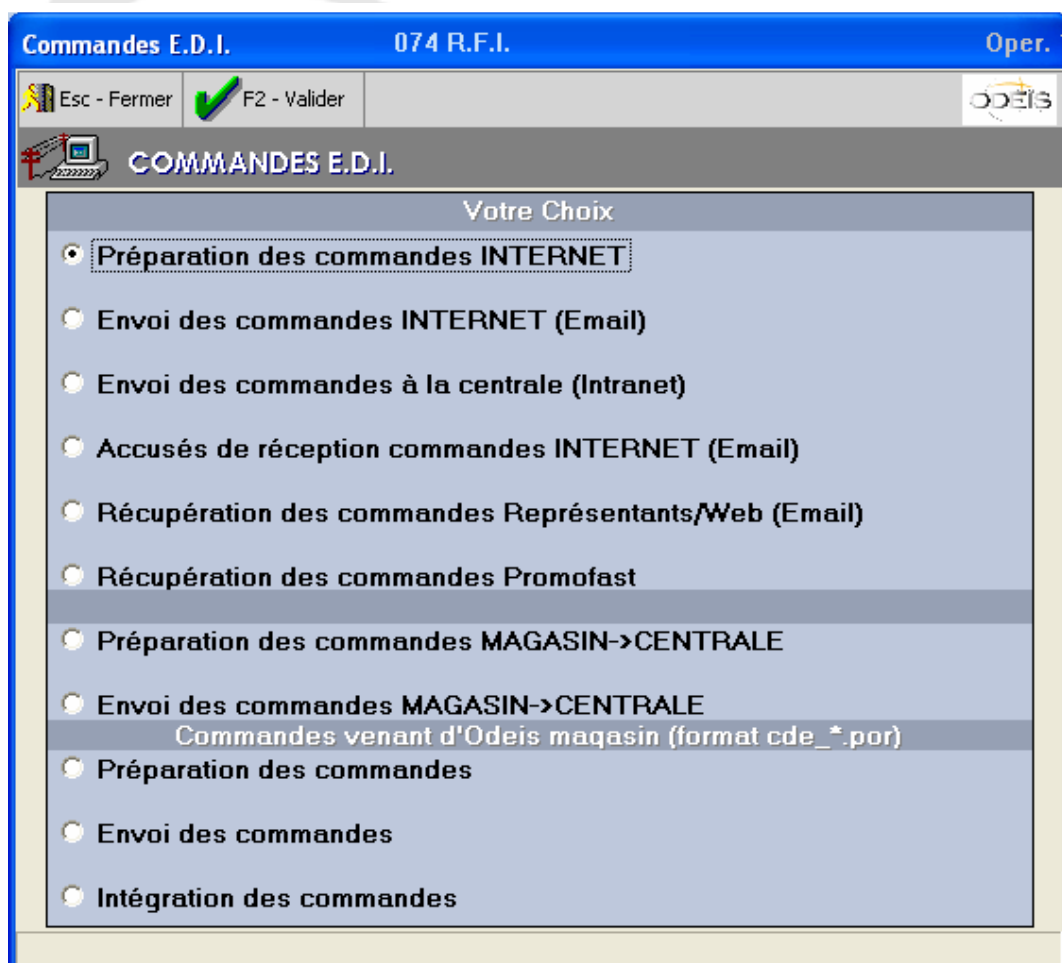 Commandes E.D.I. 074 R.F.I. Oper.
Esc - Fermer F2 - Valider ODEIS
COMMANDES E.D.I.
Votre Choix
Préparation des commandes INTERNET
Envoi des commandes INTERNET (Email)
Envoi des commandes à la centrale (Intranet)
Accusés de réception commandes INTERNET (Email)
Récupération des commandes Représentants/Web (Email)
Récupération des commandes Promofast
Préparation des commandes MAGASIN->CENTRALE
Envoi des commandes MAGASIN->CENTRALE
Commandes venant d'Odeis magasin (format cde_*.por)
Préparation des commandes
Envoi des commandes
Intégration des commandes